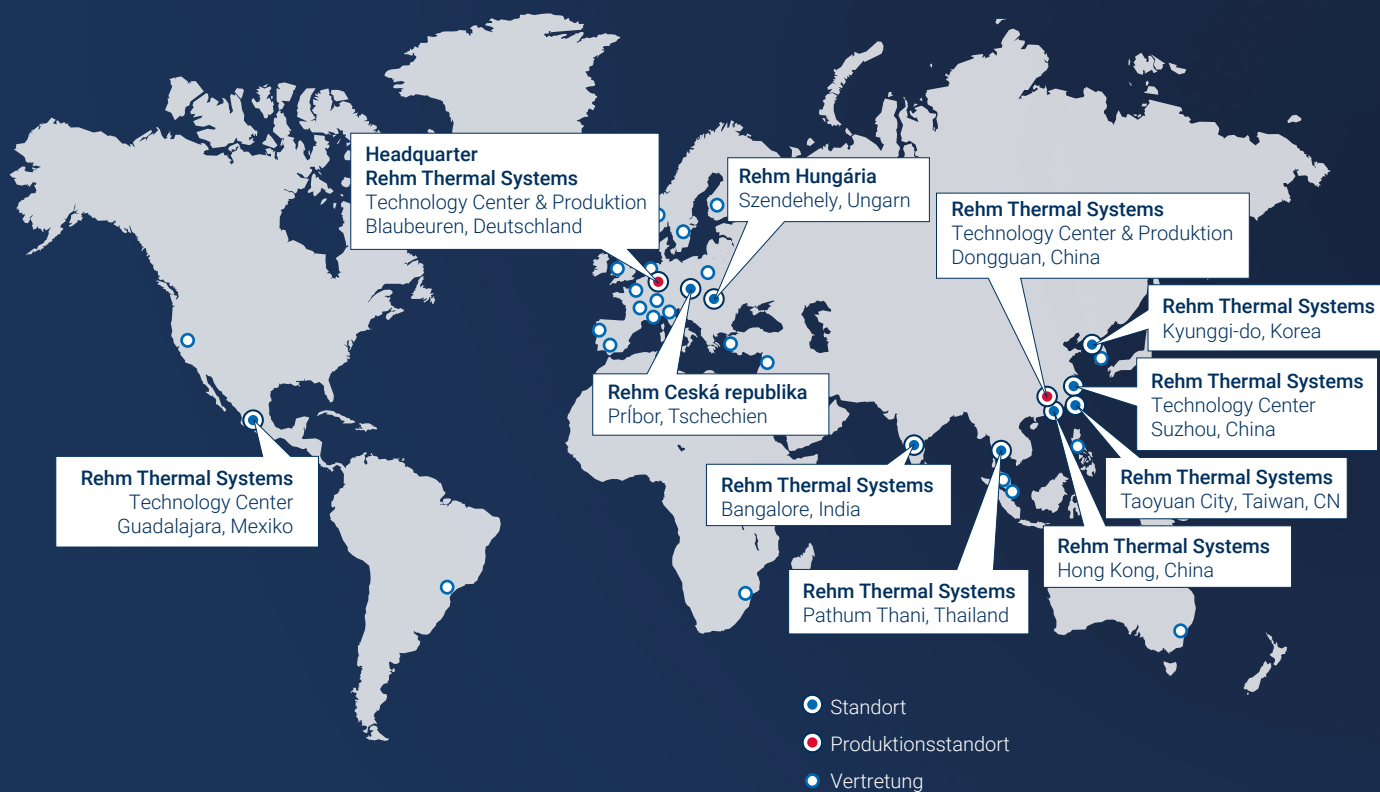 Headquarter
Rehm Thermal Systems
Technology Center & Produktion
Blaubeuren, Deutschland
Rehm Hungária
Szendehely, Ungarn
Rehm Thermal Systems
Technology Center & Produktion
Dongguan, China
Rehm Thermal Systems
Kyunggi-do, Korea
Rehm Ceská republika
Príbor, Tschechien
Rehm Thermal Systems
Technology Center
Suzhou, China
Rehm Thermal Systems
Technology Center
Guadalajara, Mexiko
Rehm Thermal Systems
Bangalore, India
Rehm Thermal Systems
Taoyuan City, Taiwan, CN
Rehm Thermal Systems
Hong Kong, China
Rehm Thermal Systems
Pathum Thani, Thailand
Standort
Produktionsstandort
Vertretung